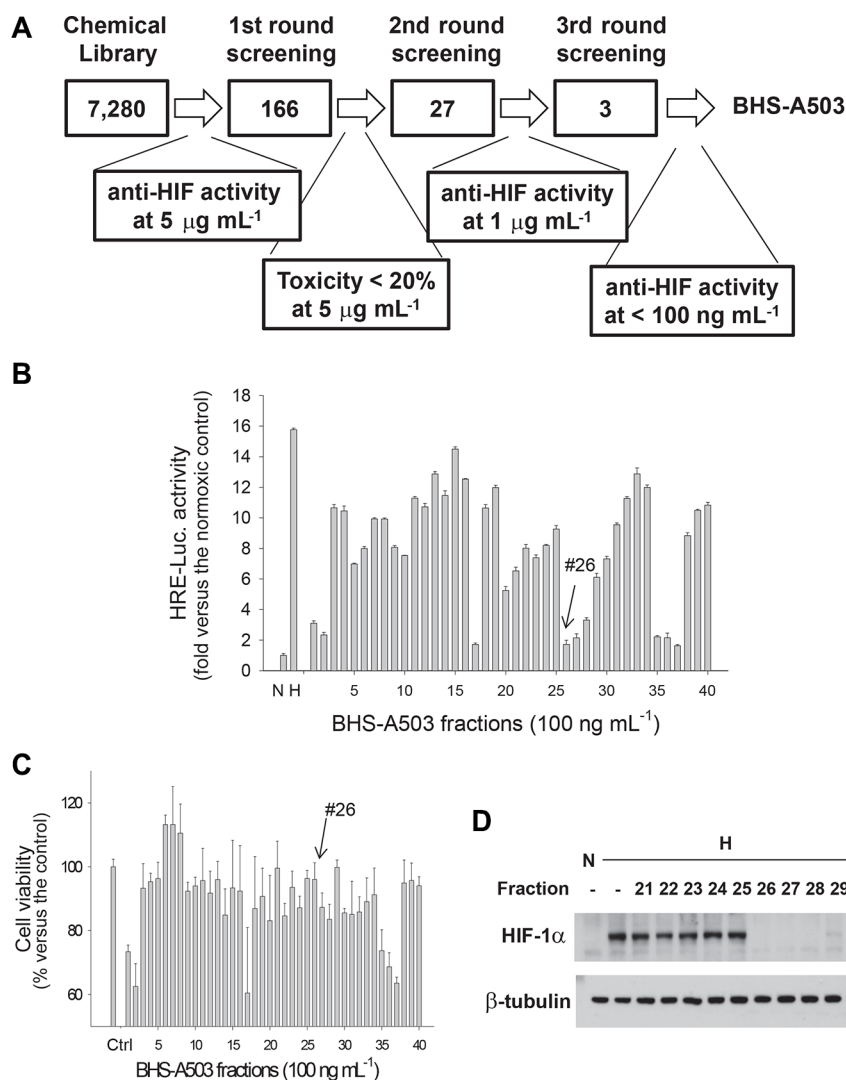 A
Chemical
Library
1st round
screening
2nd round
screening
3rd round
screening
7,280
166
27
3
BHS-A503
anti-HIF activity
at 5 μg mL⁻¹
anti-HIF activity
at 1 μg mL⁻¹
Toxicity < 20%
at 5 μg mL⁻¹
anti-HIF activity
at < 100 ng mL⁻¹
B
HRE-Luc. actrivity
(fold versus the normoxic control)
18
16
14
12
10
8
6
4
2
0
#26
N H 5 10 15 20 25 30 35 40
BHS-A503 fractions (100 ng mL⁻¹)
C
Cell viability
(% versus the control)
120
100
80
60
#26
Ctrl 5 10 15 20 25 30 35 40
BHS-A503 fractions (100 ng mL⁻¹)
D
N H
Fraction - - 21 22 23 24 25 26 27 28 29
HIF-1α
β-tubulin